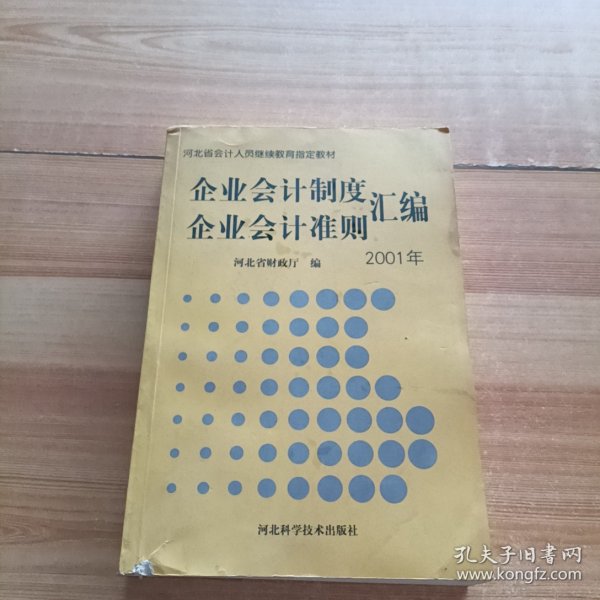 河北省会计人员继续教育指定教材
企业会计制度
企业会计准则
汇编
2001年
河北省财政厅 编
河北科学技术出版社
孔夫子旧书网
www.kongfz.com